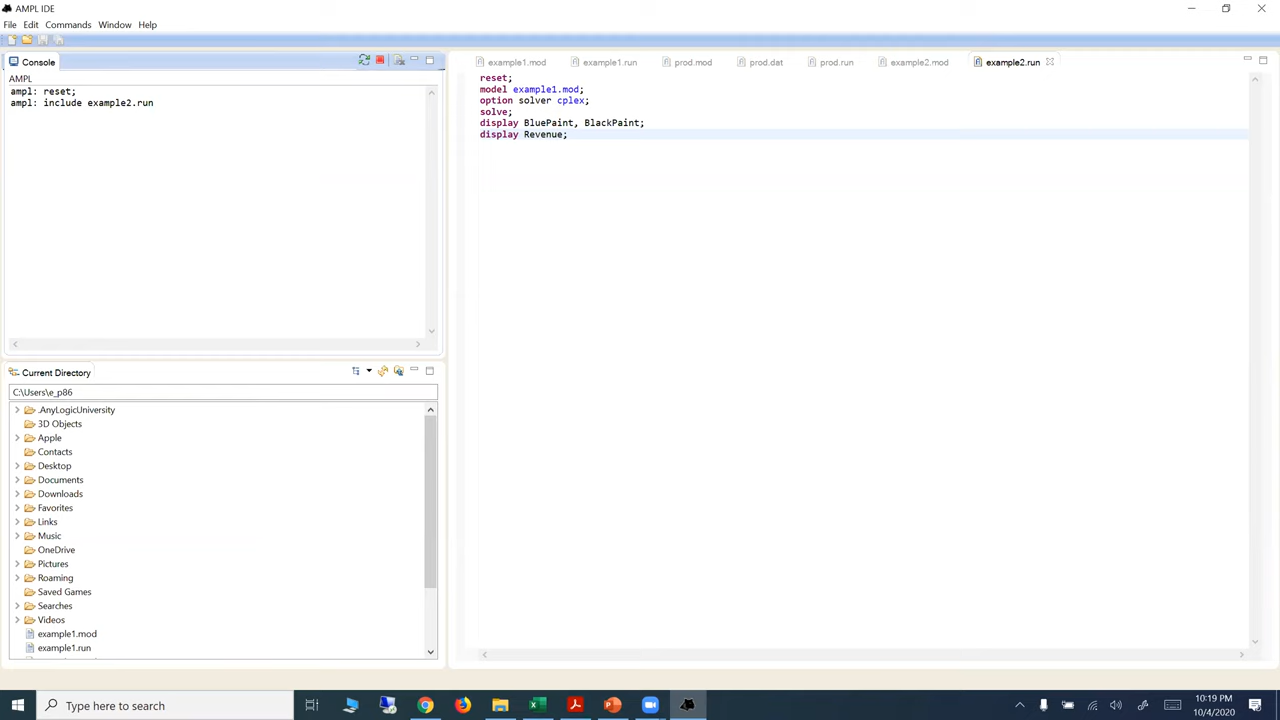 AMPL IDE
File Edit Commands Window Help
Console
AMPL
ampl: reset;
ampl: include example2.run
example1.mod example1.run prod.mod prod.dat prod.run example2.mod example2.run
reset;
model example1.mod;
option solver cplex;
solve;
display BluePaint, BlackPaint;
display Revenue;
Current Directory
C:\Users\e_p86
.AnyLogicUniversity
3D Objects
Apple
Contacts
Desktop
Documents
Downloads
Favorites
Links
Music
OneDrive
Pictures
Roaming
Saved Games
Searches
Videos
example1.mod
example1.run
Type here to search
10:19 PM
10/4/2020